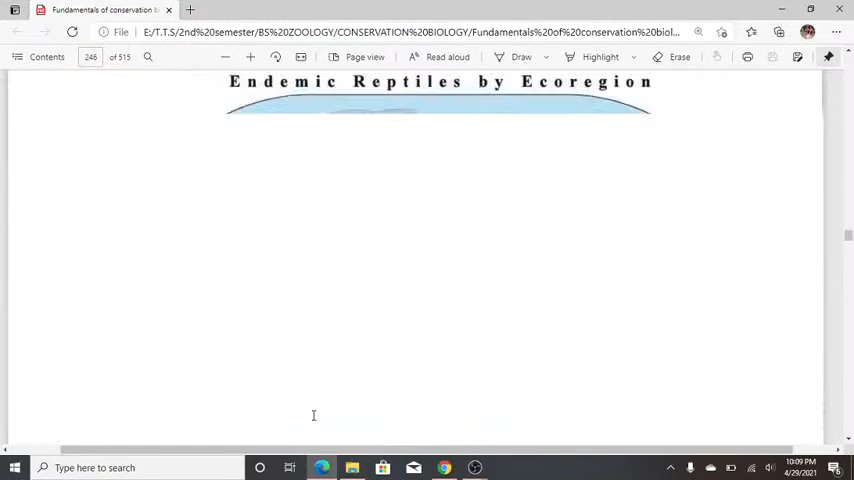 Fundamentals of conservation b
File
E:/T.T.S/2nd%20semester/BS%20ZOOLOGY/CONSERVATION%20BIOLOGY/Fundamentals%20of%20conservation%20biol...
Contents
246
of 515
Page view
Read aloud
Draw
Highlight
Erase
Endemic Reptiles by Ecoregion
Type here to search
10:09 PM
4/29/2021